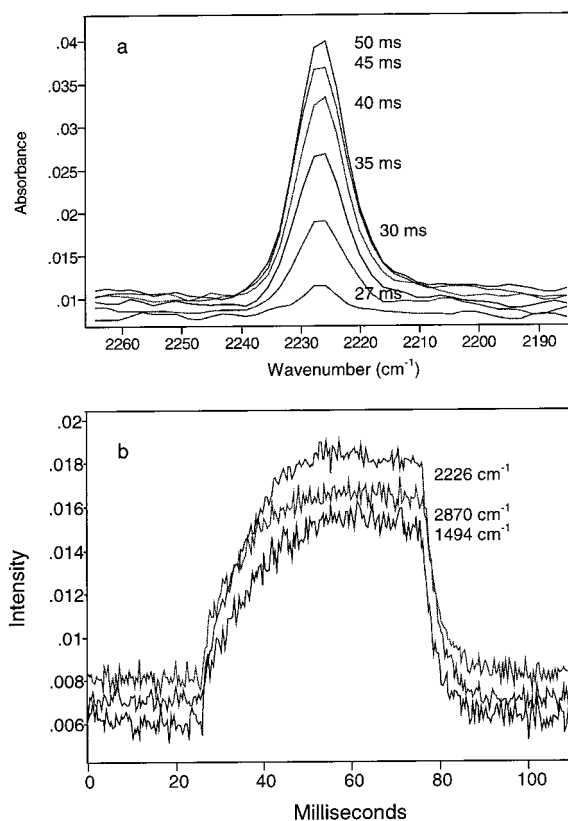 a
50 ms
45 ms
40 ms
35 ms
30 ms
27 ms
.04
.035
.03
.025
.02
.015
.01
Absorbance
2260 2250 2240 2230 2220 2210 2200 2190
Wavenumber (cm⁻¹)
b
2226 cm⁻¹
2870 cm⁻¹
1494 cm⁻¹
.02
.018
.016
.014
.012
.01
.008
.006
Intensity
0 20 40 60 80 100
Milliseconds